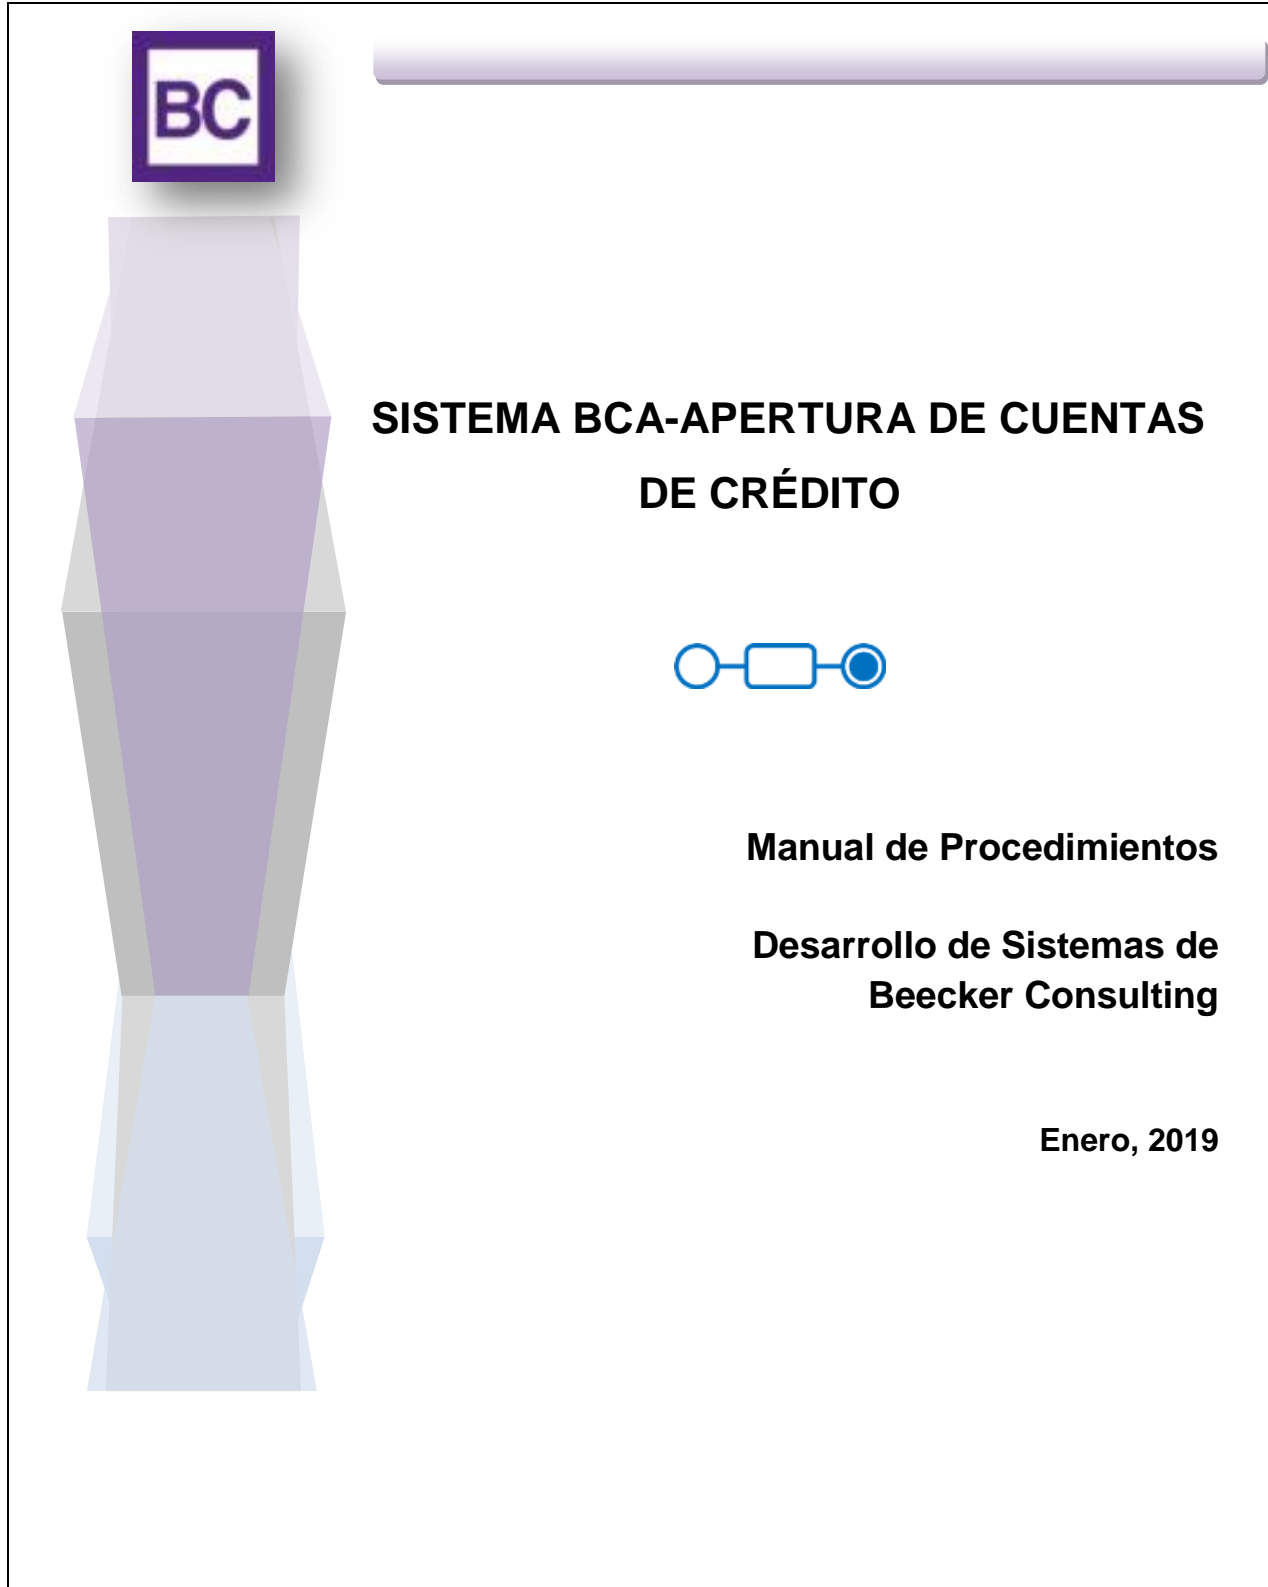 BC
SISTEMA BCA-APERTURA DE CUENTAS
DE CRÉDITO
Manual de Procedimientos
Desarrollo de Sistemas de
Beecker Consulting
Enero, 2019